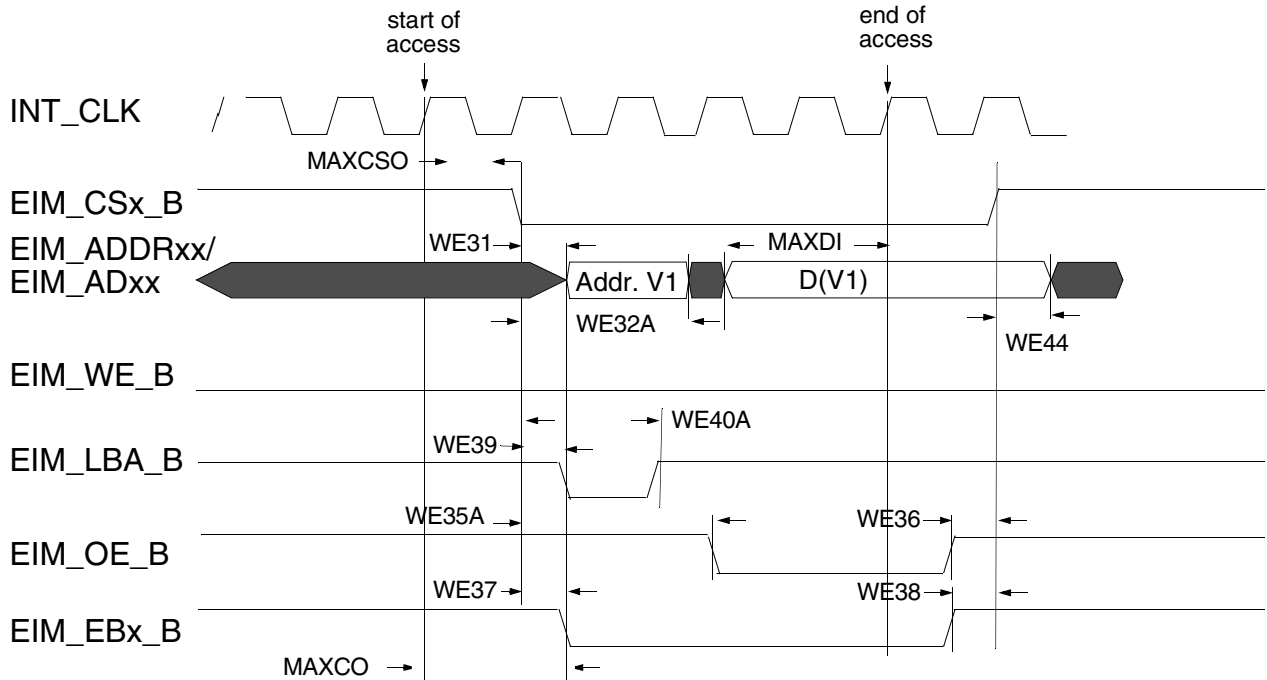 start of
access
end of
access
INT_CLK
MAXCSO
EIM_CSx_B
EIM_ADDRxx/
EIM_ADxx
WE31
MAXDI
Addr. V1
D(V1)
WE32A
WE44
EIM_WE_B
WE40A
WE39
EIM_LBA_B
WE35A
WE36
EIM_OE_B
WE37
WE38
EIM_EBx_B
MAXCO